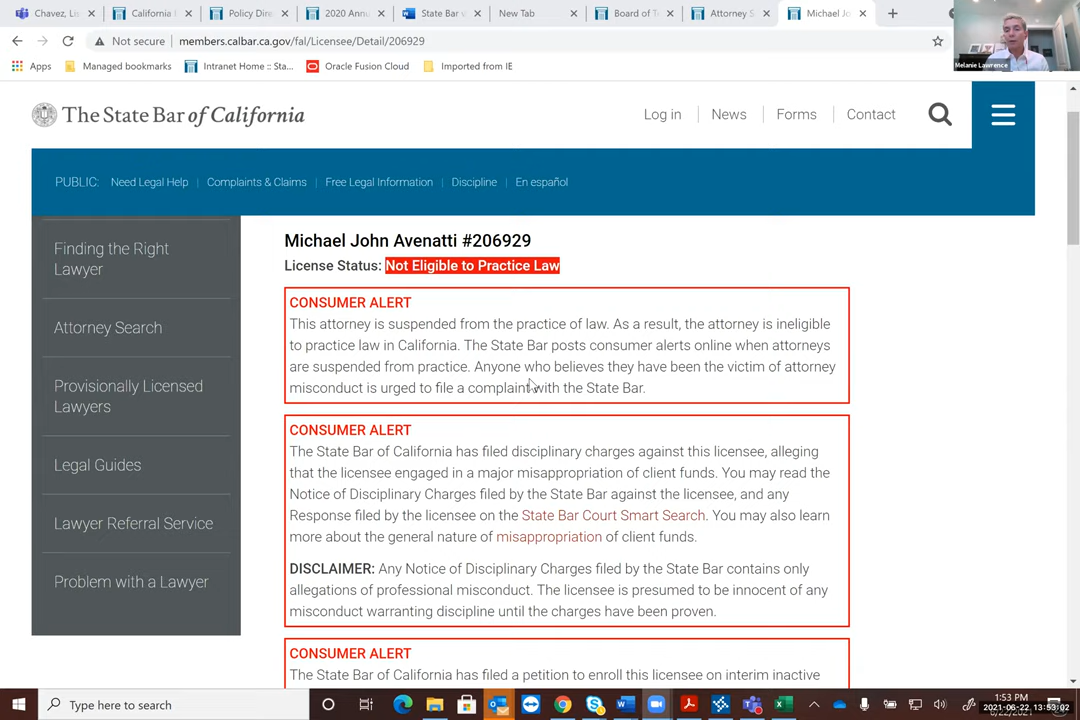 Chavez, Lis
California
Policy Dire
2020 Annu
State Bar v
New Tab
Board of T
Attorney S
Michael Jo
Not secure | members.calbar.ca.gov/fal/Licensee/Detail/206929
Melanie Lawrence
Apps
Managed bookmarks
Intranet Home :: Sta...
Oracle Fusion Cloud
Imported from IE
The State Bar of California
Log in
News
Forms
Contact
PUBLIC:
Need Legal Help
Complaints & Claims
Free Legal Information
Discipline
En español
Finding the Right
Lawyer
Attorney Search
Provisionally Licensed
Lawyers
Legal Guides
Lawyer Referral Service
Problem with a Lawyer
Michael John Avenatti #206929
License Status: Not Eligible to Practice Law
CONSUMER ALERT
This attorney is suspended from the practice of law. As a result, the attorney is ineligible
to practice law in California. The State Bar posts consumer alerts online when attorneys
are suspended from practice. Anyone who believes they have been the victim of attorney
misconduct is urged to file a complaint with the State Bar.
CONSUMER ALERT
The State Bar of California has filed disciplinary charges against this licensee, alleging
that the licensee engaged in a major misappropriation of client funds. You may read the
Notice of Disciplinary Charges filed by the State Bar against the licensee, and any
Response filed by the licensee on the State Bar Court Smart Search. You may also learn
more about the general nature of misappropriation of client funds.
DISCLAIMER: Any Notice of Disciplinary Charges filed by the State Bar contains only
allegations of professional misconduct. The licensee is presumed to be innocent of any
misconduct warranting discipline until the charges have been proven.
CONSUMER ALERT
The State Bar of California has filed a petition to enroll this licensee on interim inactive
Type here to search
1:53 PM
2021-06-22, 13:53:02